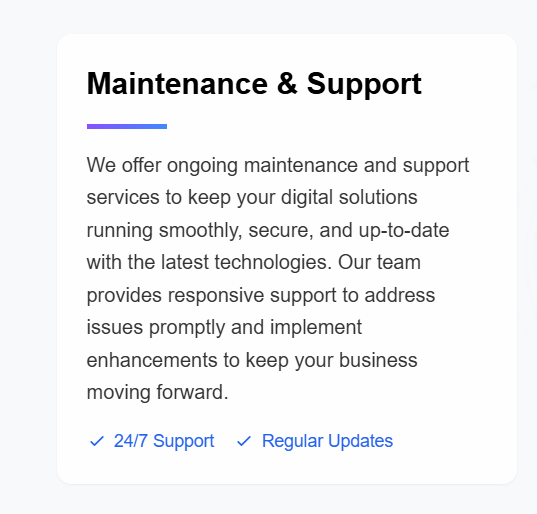 Maintenance & Support
We offer ongoing maintenance and support
services to keep your digital solutions
running smoothly, secure, and up-to-date
with the latest technologies. Our team
provides responsive support to address
issues promptly and implement
enhancements to keep your business
moving forward.
24/7 Support Regular Updates